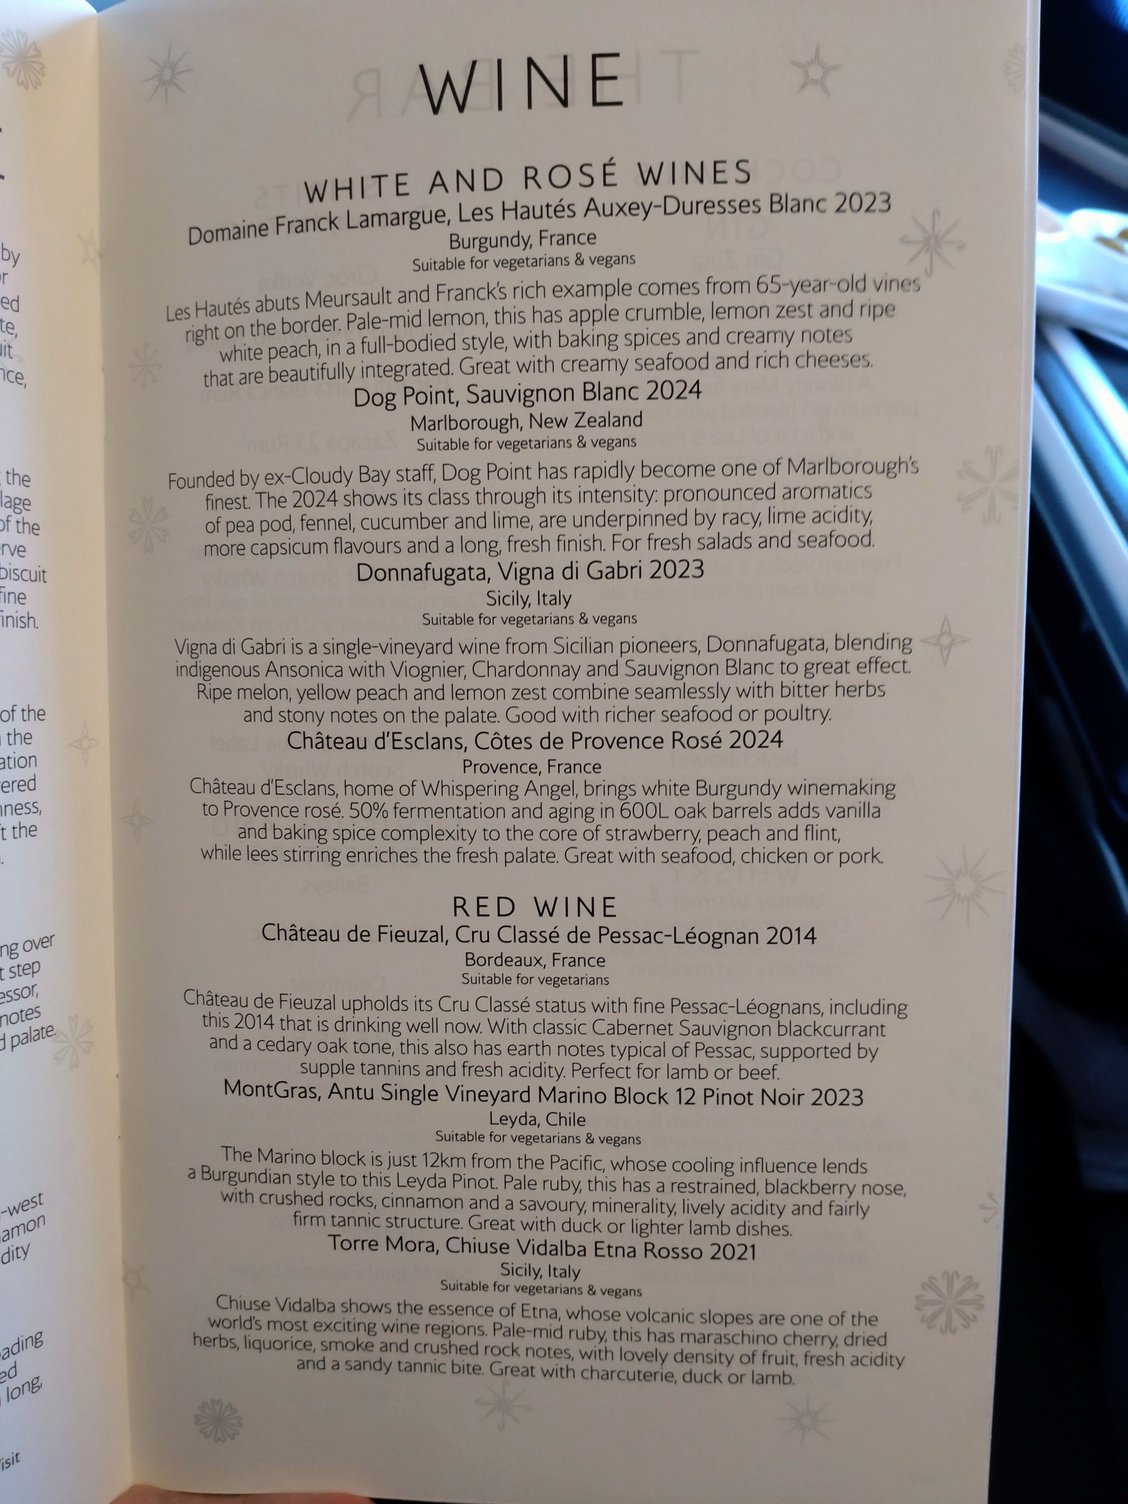 WINE
WHITE AND ROSÉ WINES
Domaine Franck Lamargue, Les Hautés Auxey-Duresses Blanc 2023
Burgundy, France
Suitable for vegetarians & vegans
Les Hautés abuts Meursault and Franck's rich example comes from 65-year-old vines
right on the border. Pale-mid lemon, this has apple crumble, lemon zest and ripe
white peach, in a full-bodied style, with baking spices and creamy notes
that are beautifully integrated. Great with creamy seafood and rich cheeses.
Dog Point, Sauvignon Blanc 2024
Marlborough, New Zealand
Suitable for vegetarians & vegans
Founded by ex-Cloudy Bay staff, Dog Point has rapidly become one of Marlborough's
finest. The 2024 shows its class through its intensity: pronounced aromatics
of pea pod, fennel, cucumber and lime, are underpinned by racy, lime acidity,
more capsicum flavours and a long, fresh finish. For fresh salads and seafood.
Donnafugata, Vigna di Gabri 2023
Sicily, Italy
Suitable for vegetarians & vegans
Vigna di Gabri is a single-vineyard wine from Sicilian pioneers, Donnafugata, blending
indigenous Ansonica with Viognier, Chardonnay and Sauvignon Blanc to great effect.
Ripe melon, yellow peach and lemon zest combine seamlessly with bitter herbs
and stony notes on the palate. Good with richer seafood or poultry.
Château d'Esclans, Côtes de Provence Rosé 2024
Provence, France
Château d'Esclans, home of Whispering Angel, brings white Burgundy winemaking
to Provence rosé. 50% fermentation and aging in 600L oak barrels adds vanilla
and baking spice complexity to the core of strawberry, peach and flint,
while lees stirring enriches the fresh palate. Great with seafood, chicken or pork.
RED WINE
Château de Fieuzal, Cru Classé de Pessac-Léognan 2014
Bordeaux, France
Suitable for vegetarians
Château de Fieuzal upholds its Cru Classé status with fine Pessac-Léognans, including
this 2014 that is drinking well now. With classic Cabernet Sauvignon blackcurrant
and a cedary oak tone, this also has earth notes typical of Pessac, supported by
supple tannins and fresh acidity. Perfect for lamb or beef.
MontGras, Antu Single Vineyard Marino Block 12 Pinot Noir 2023
Leyda, Chile
Suitable for vegetarians & vegans
The Marino block is just 12km from the Pacific, whose cooling influence lends
a Burgundian style to this Leyda Pinot. Pale ruby, this has a restrained, blackberry nose,
with crushed rocks, cinnamon and a savoury, minerality, lively acidity and fairly
firm tannic structure. Great with duck or lighter lamb dishes.
Torre Mora, Chiuse Vidalba Etna Rosso 2021
Sicily, Italy
Suitable for vegetarians & vegans
Chiuse Vidalba shows the essence of Etna, whose volcanic slopes are one of the
world's most exciting wine regions. Pale-mid ruby, this has maraschino cherry, dried
herbs, liquorice, smoke and crushed rock notes, with lovely density of fruit, fresh acidity
and a sandy tannic bite. Great with charcuterie, duck or lamb.